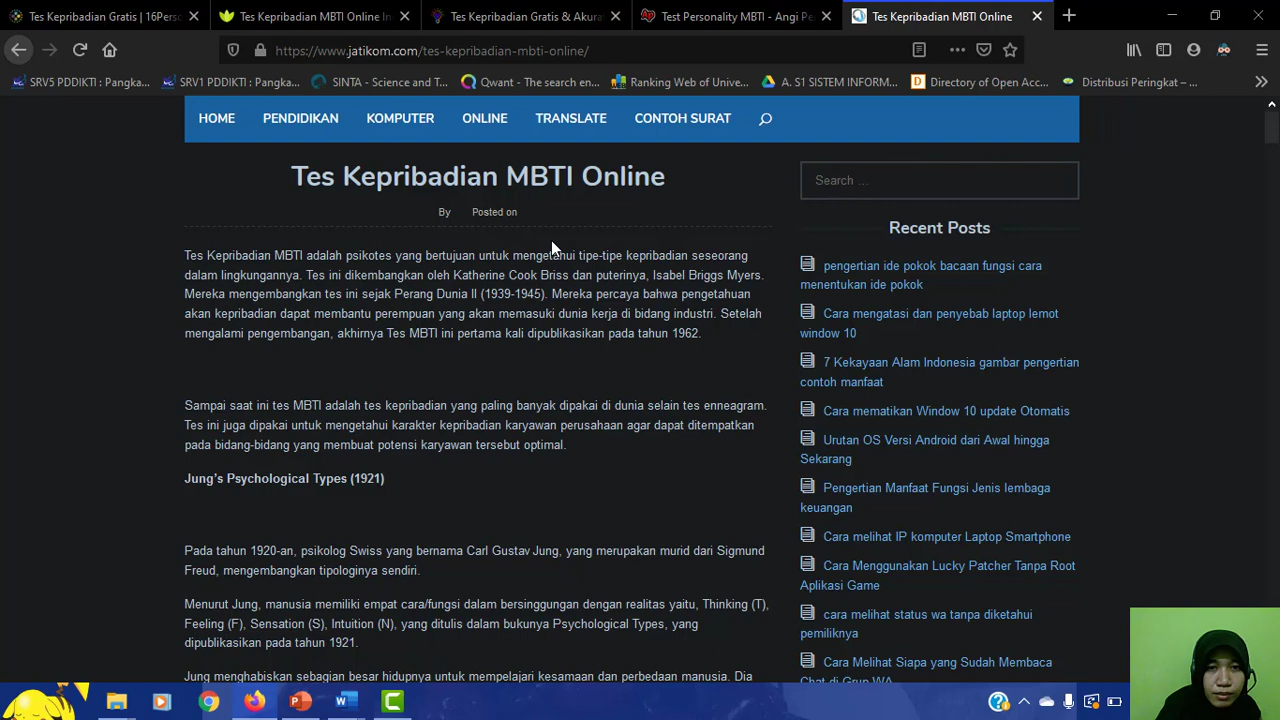 Tes Kepribadian Gratis | 16Perso
Tes Kepribadian MBTI Online In
Tes Kepribadian Gratis & Akura
Test Personality MBTI - Angi Pe
Tes Kepribadian MBTI Online
https://www.jatikom.com/tes-kepribadian-mbti-online/
SRV5 PDDIKTI : Pangka...
SRV1 PDDIKTI : Pangka...
SINTA - Science and T...
Qwant - The search en...
Ranking Web of Unive...
A. S1 SISTEM INFORM...
Directory of Open Acc...
Distribusi Peringkat – ...
HOME
PENDIDIKAN
KOMPUTER
ONLINE
TRANSLATE
CONTOH SURAT
Tes Kepribadian MBTI Online
By Posted on
Tes Kepribadian MBTI adalah psikotes yang bertujuan untuk mengetahui tipe-tipe kepribadian seseorang
dalam lingkungannya. Tes ini dikembangkan oleh Katherine Cook Briss dan puterinya, Isabel Briggs Myers.
Mereka mengembangkan tes ini sejak Perang Dunia II (1939-1945). Mereka percaya bahwa pengetahuan
akan kepribadian dapat membantu perempuan yang akan memasuki dunia kerja di bidang industri. Setelah
mengalami pengembangan, akhirnya Tes MBTI ini pertama kali dipublikasikan pada tahun 1962.
Sampai saat ini tes MBTI adalah tes kepribadian yang paling banyak dipakai di dunia selain tes enneagram.
Tes ini juga dipakai untuk mengetahui karakter kepribadian karyawan perusahaan agar dapat ditempatkan
pada bidang-bidang yang membuat potensi karyawan tersebut optimal.
Jung's Psychological Types (1921)
Pada tahun 1920-an, psikolog Swiss yang bernama Carl Gustav Jung, yang merupakan murid dari Sigmund
Freud, mengembangkan tipologinya sendiri.
Menurut Jung, manusia memiliki empat cara/fungsi dalam bersinggungan dengan realitas yaitu, Thinking (T),
Feeling (F), Sensation (S), Intuition (N), yang ditulis dalam bukunya Psychological Types, yang
dipublikasikan pada tahun 1921.
Jung menghabiskan sebagian besar hidupnya untuk mempelajari kesamaan dan perbedaan manusia. Dia
Search …
Recent Posts
pengertian ide pokok bacaan fungsi cara
menentukan ide pokok
Cara mengatasi dan penyebab laptop lemot
window 10
7 Kekayaan Alam Indonesia gambar pengertian
contoh manfaat
Cara mematikan Window 10 update Otomatis
Urutan OS Versi Android dari Awal hingga
Sekarang
Pengertian Manfaat Fungsi Jenis lembaga
keuangan
Cara melihat IP komputer Laptop Smartphone
Cara Menggunakan Lucky Patcher Tanpa Root
Aplikasi Game
cara melihat status wa tanpa diketahui
pemiliknya
Cara Melihat Siapa yang Sudah Membaca
Chat di Grup WA